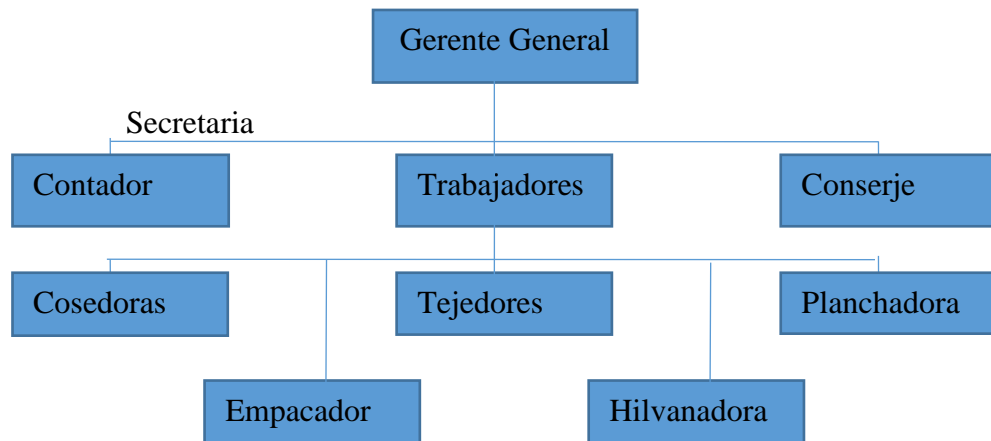 Gerente General
Secretaria
Contador
Trabajadores
Conserje
Cosedoras
Tejedores
Planchadora
Empacador
Hilvanadora